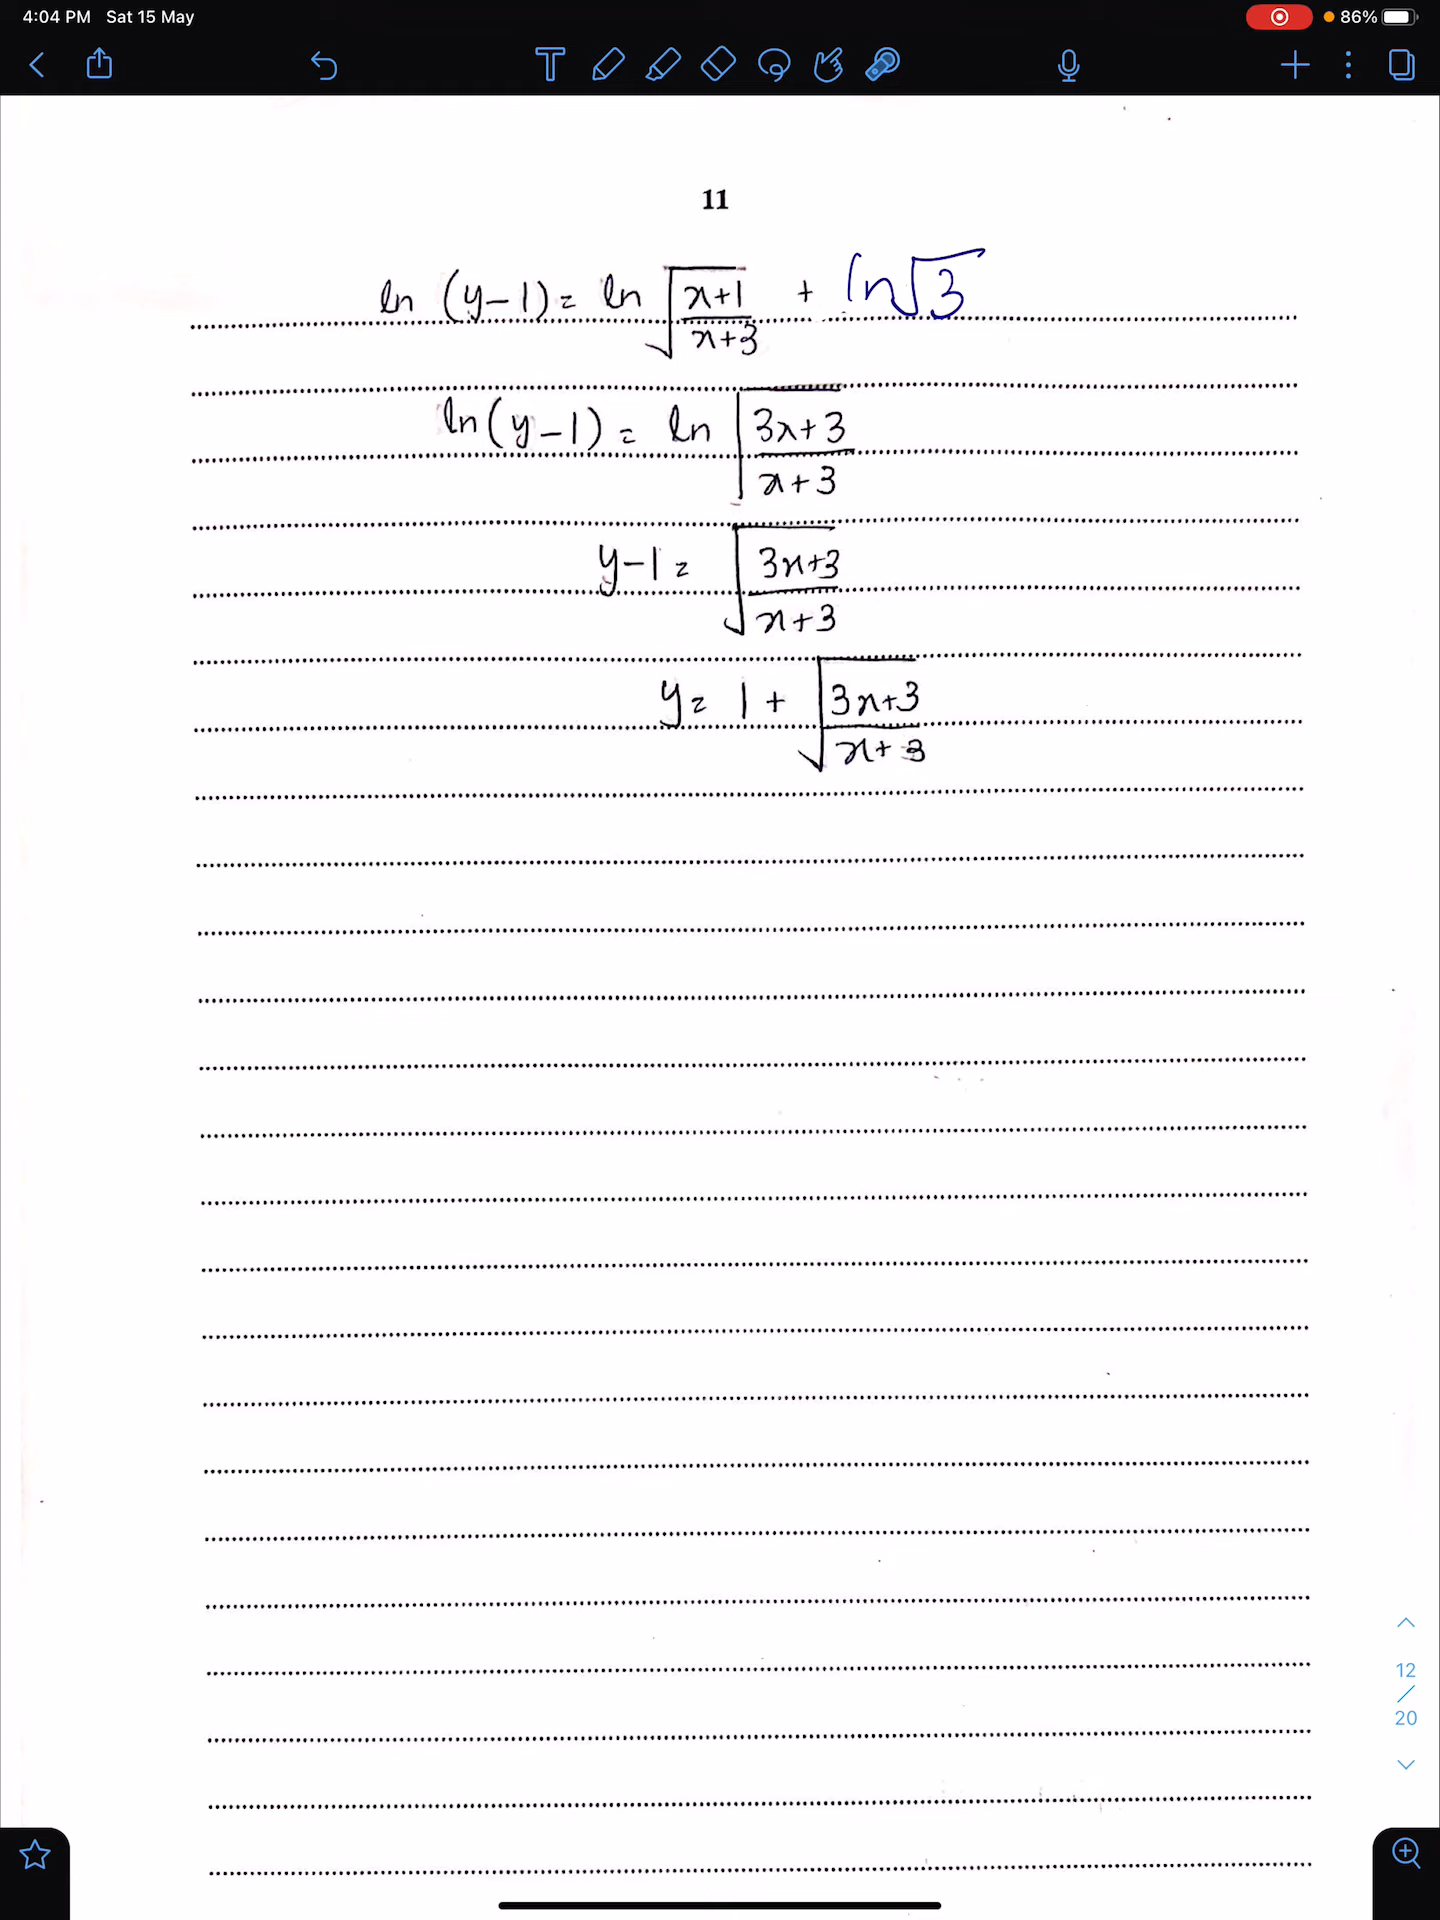 4:04 PM Sat 15 May 86%
11
ln (y-1) = ln √((x+1)/(x+3)) + ln√3
ln(y-1) = ln √((3x+3)/(x+3))
y-1 = √((3x+3)/(x+3))
y = 1 + √((3x+3)/(x+3))
12
/
20